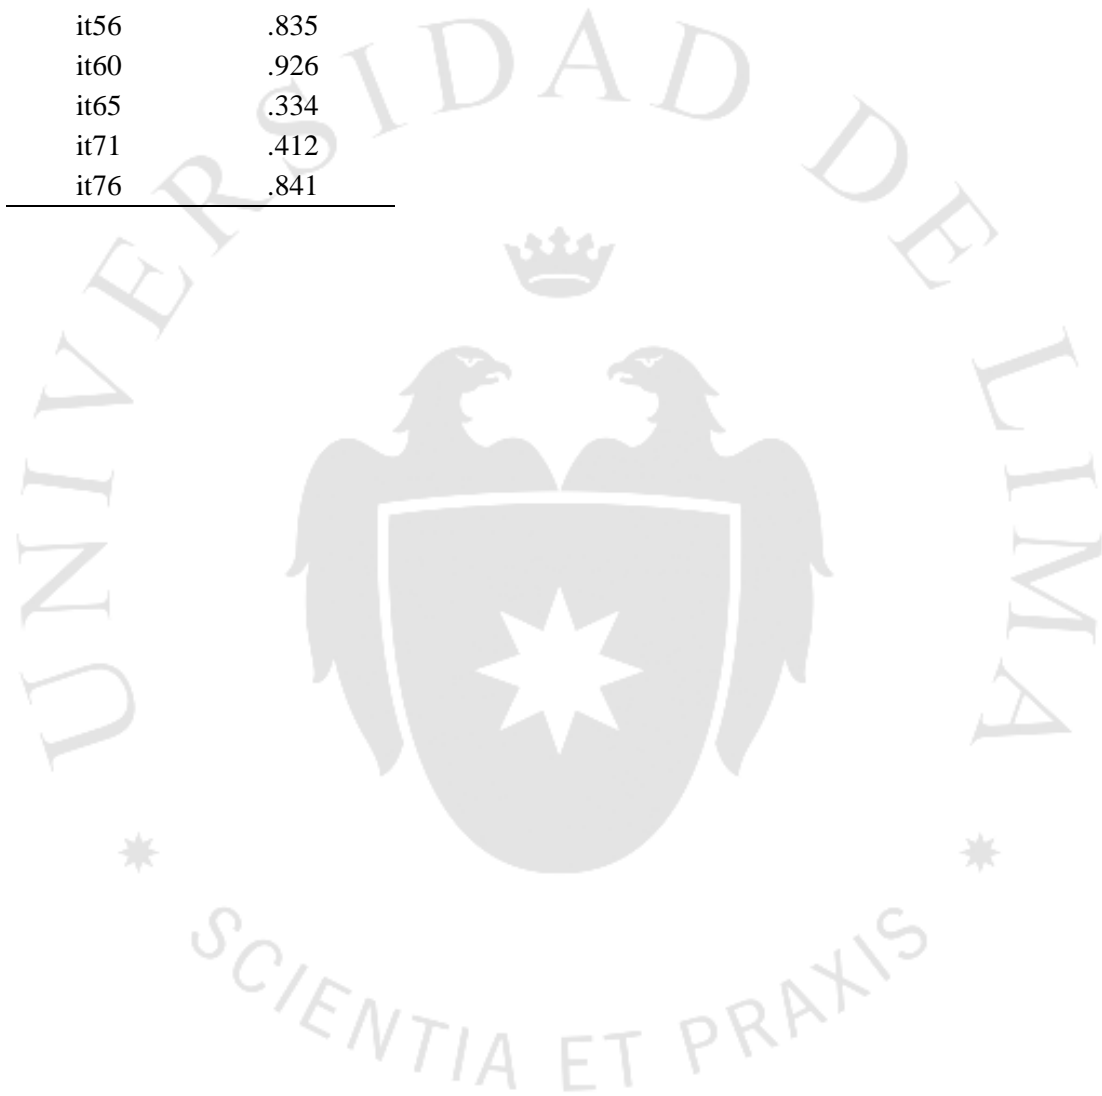 it56 .835
it60 .926
it65 .334
it71 .412
it76 .841
UNIVERSIDAD DE LIMA
SCIENTIA ET PRAXIS